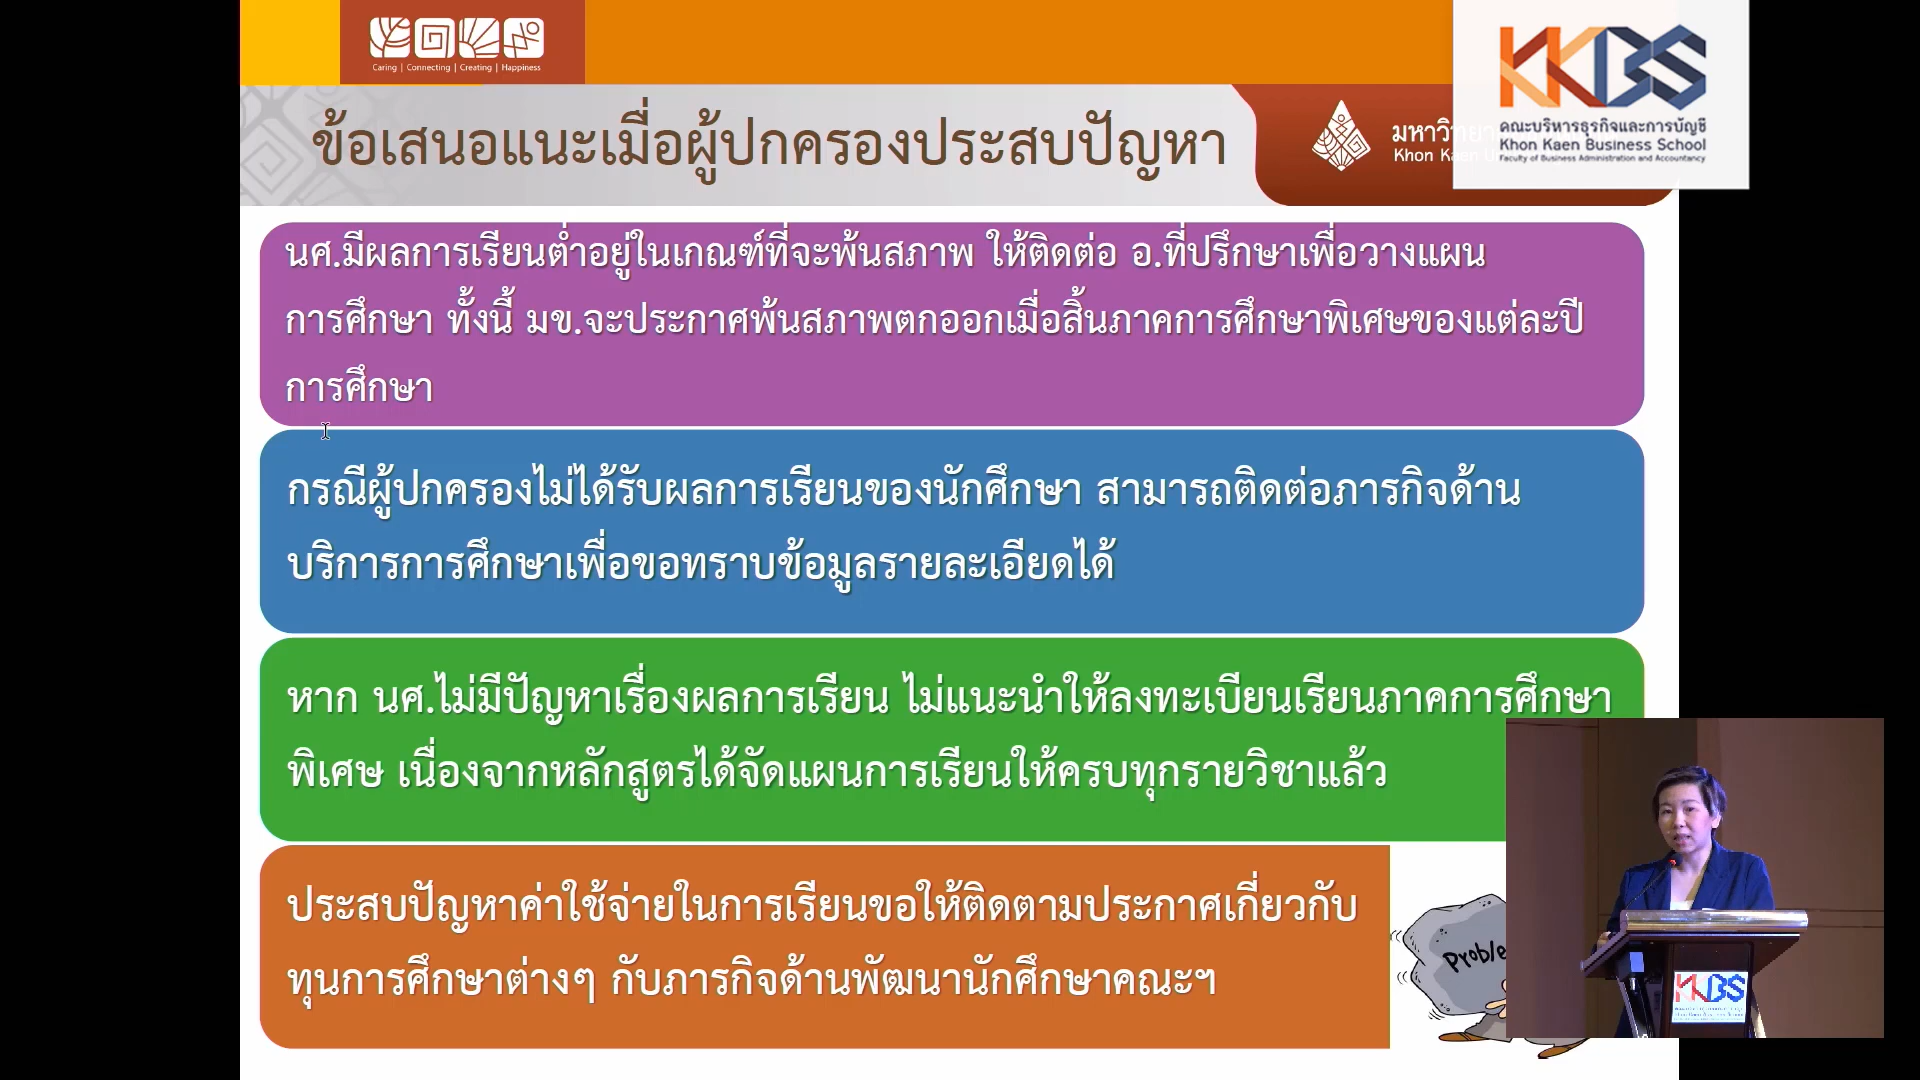 Caring | Connecting | Creating | Happiness
ข้อเสนอแนะเมื่อผู้ปกครองประสบปัญหา
Khon
คณะบริหารธุรกิจและการบัญชี
Khon Kaen Business School
Faculty of Business Administration and Accountancy
นศ.มีผลการเรียนต่ำอยู่ในเกณฑ์ที่จะพ้นสภาพ ให้ติดต่อ อ.ที่ปรึกษาเพื่อวางแผน
การศึกษา ทั้งนี้ มข.จะประกาศพ้นสภาพตกออกเมื่อสิ้นภาคการศึกษาพิเศษของแต่ละปี
การศึกษา
กรณีผู้ปกครองไม่ได้รับผลการเรียนของนักศึกษา สามารถติดต่อภารกิจด้าน
บริการการศึกษาเพื่อขอทราบข้อมูลรายละเอียดได้
หาก นศ.ไม่มีปัญหาเรื่องผลการเรียน ไม่แนะนำให้ลงทะเบียนเรียนภาคการศึกษา
พิเศษ เนื่องจากหลักสูตรได้จัดแผนการเรียนให้ครบทุกรายวิชาแล้ว
ประสบปัญหาค่าใช้จ่ายในการเรียนขอให้ติดตามประกาศเกี่ยวกับ
ทุนการศึกษาต่างๆ กับภารกิจด้านพัฒนานักศึกษาคณะฯ
KKBS